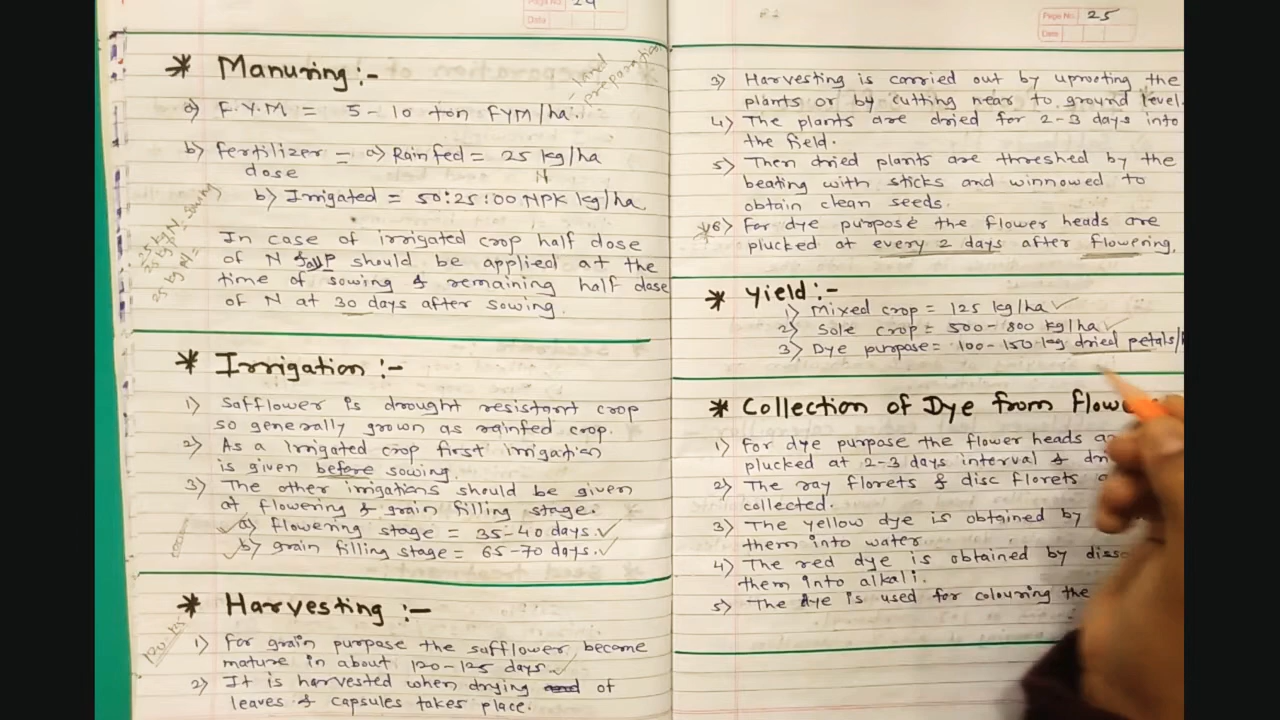 Page No. 24
Date
* Manuring :-
- land
preparation
a) F.Y.M = 5-10 ton FYM/ha.
b) Fertilizer = a) Rainfed = 25 kg/ha
dose N
b) Irrigated = 50:25:00 NPK kg/ha.
25 kg N
25 kg P = sowing
25 kg N =
In case of irrigated crop half dose
of N & all P should be applied at the
time of sowing & remaining half dose
of N at 30 days after sowing.
* Irrigation :-
1) Safflower is drought resistant crop
so generally grown as rainfed crop.
2) As a Irrigated crop first irrigation
is given before sowing.
3) The other irrigations should be given
at flowering & grain filling stage.
a) flowering stage = 35-40 days.
b) grain filling stage = 65-70 days.
* Harvesting :-
1) For grain purpose the safflower become
mature in about 120-125 days.
2) It is harvested when drying of
leaves & capsules takes place.
Page No. 25
Date
3) Harvesting is carried out by uprooting the
plants or by cutting near to ground level.
4) The plants are dried for 2-3 days into
the field.
5) Then dried plants are threshed by the
beating with sticks and winnowed to
obtain clean seeds.
* 6) For dye purpose the flower heads are
plucked at every 2 days after flowering.
* Yield :-
1) Mixed crop = 125 kg/ha
2) Sole crop = 500-800 kg/ha
3) Dye purpose = 100-150 kg dried petals/
* Collection of Dye from
1) For dye purpose the flower heads
plucked at 2-3 days interval &
2) The ray florets & disc florets
collected.
3) The yellow dye is obtained by
them into water
4) The red dye is obtained by
them into alkali.
5) The dye is used for colouring the